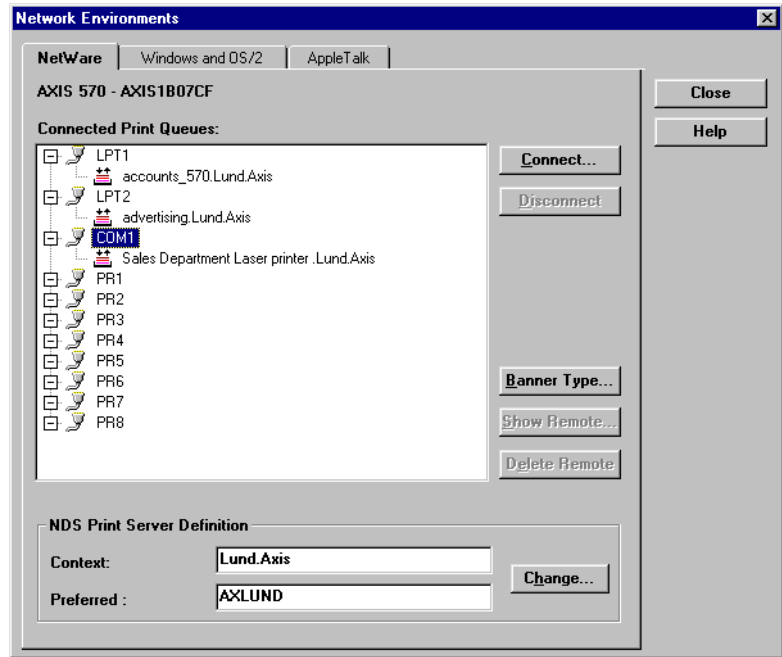 Network Environments
NetWare
Windows and OS/2
AppleTalk
AXIS 570 - AXIS1B07CF
Close
Connected Print Queues:
Help
LPT1
accounts_570.Lund.Axis
LPT2
advertising.Lund.Axis
COM1
Sales Department Laser printer .Lund.Axis
PR1
PR2
PR3
PR4
PR5
PR6
PR7
PR8
Connect...
Disconnect
Banner Type...
Show Remote...
Delete Remote
NDS Print Server Definition
Context:
Lund.Axis
Preferred :
AXLUND
Change...